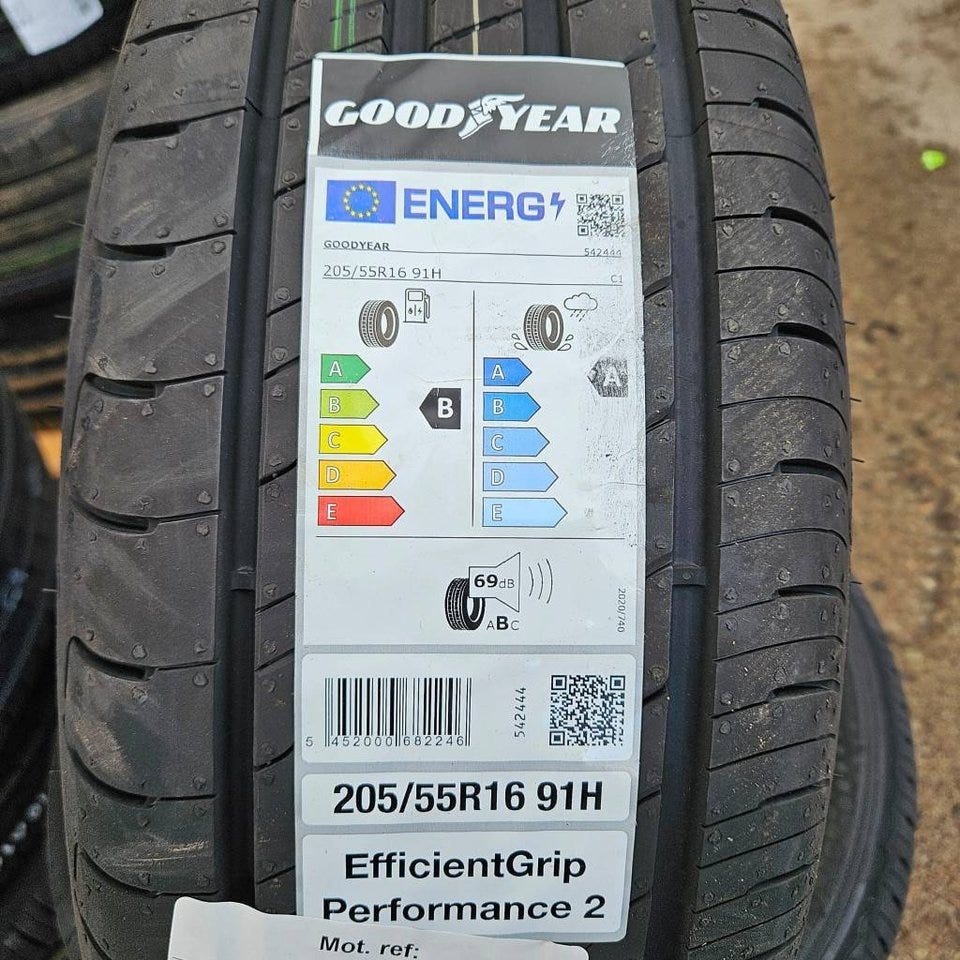 GOODYEAR
ENERG
GOODYEAR 542444
205/55R16 91H C1
A A A
B B B
C C
D D
E E
69dB
ABC
2020/740
5 452000 682246
542444
205/55R16 91H
EfficientGrip
Performance 2
Mot. ref: